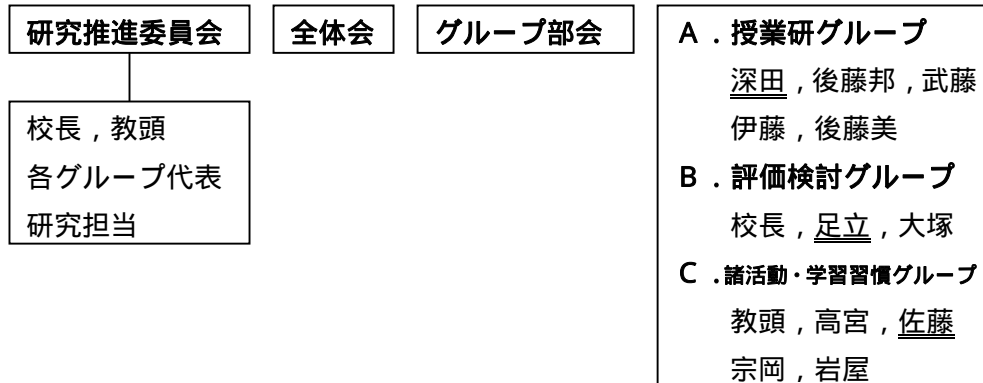 研究推進委員会
全体会
グループ部会
校長，教頭
各グループ代表
研究担当
A．授業研グループ
深田，後藤邦，武藤
伊藤，後藤美
B．評価検討グループ
校長，足立，大塚
C．諸活動・学習習慣グループ
教頭，高宮，佐藤
宗岡，岩屋